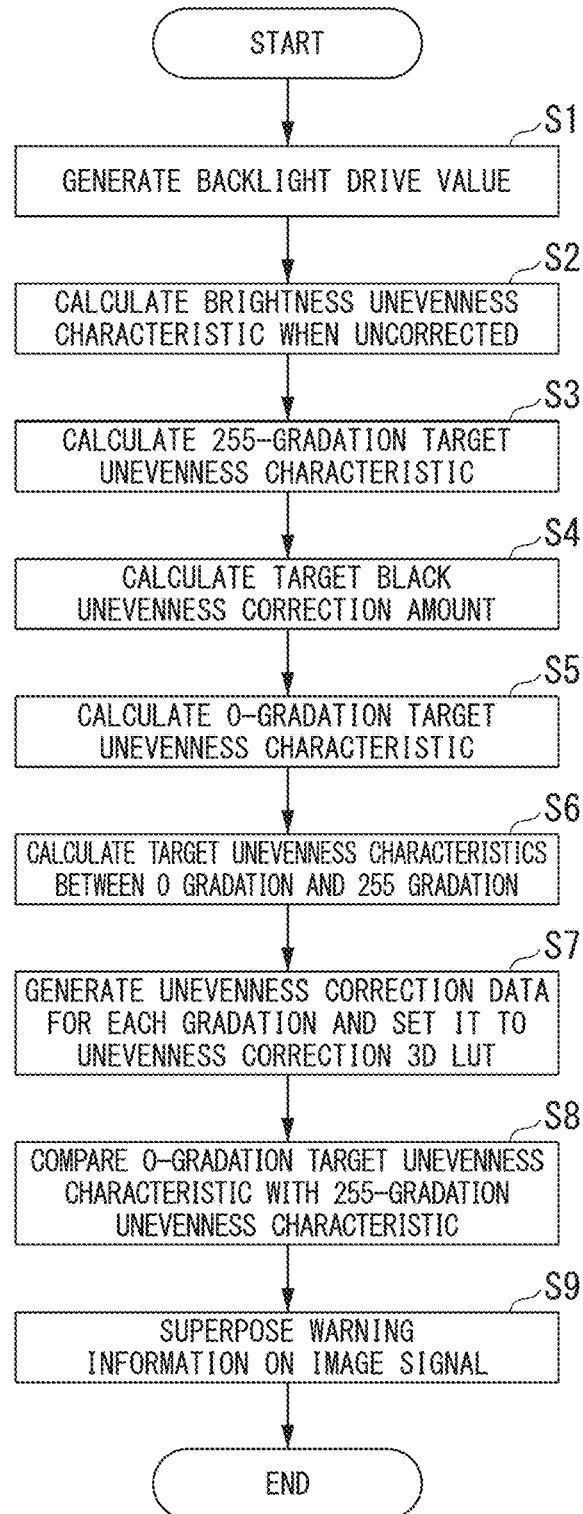 START
S1
GENERATE BACKLIGHT DRIVE VALUE
S2
CALCULATE BRIGHTNESS UNEVENNESS
CHARACTERISTIC WHEN UNCORRECTED
S3
CALCULATE 255-GRADATION TARGET
UNEVENNESS CHARACTERISTIC
S4
CALCULATE TARGET BLACK
UNEVENNESS CORRECTION AMOUNT
S5
CALCULATE 0-GRADATION TARGET
UNEVENNESS CHARACTERISTIC
S6
CALCULATE TARGET UNEVENNESS CHARACTERISTICS
BETWEEN 0 GRADATION AND 255 GRADATION
S7
GENERATE UNEVENNESS CORRECTION DATA
FOR EACH GRADATION AND SET IT TO
UNEVENNESS CORRECTION 3D LUT
S8
COMPARE 0-GRADATION TARGET UNEVENNESS
CHARACTERISTIC WITH 255-GRADATION
UNEVENNESS CHARACTERISTIC
S9
SUPERPOSE WARNING
INFORMATION ON IMAGE SIGNAL
END